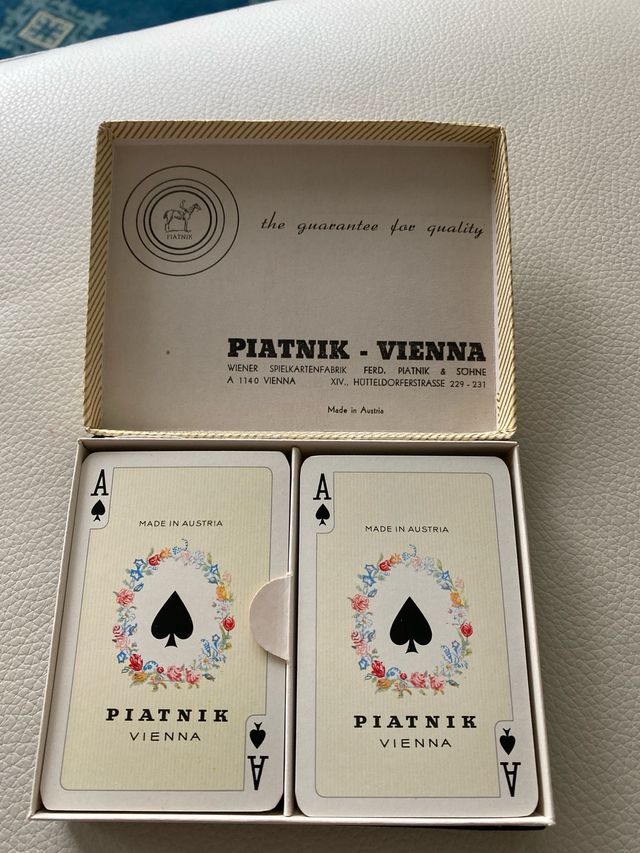 PIATNIK
the guarantee for quality
PIATNIK - VIENNA
WIENER SPIELKARTENFABRIK FERD. PIATNIK & SÖHNE
A 1140 VIENNA XIV., HÜTTELDORFERSTRASSE 229 - 231
Made in Austria
A
MADE IN AUSTRIA
PIATNIK
VIENNA
A
A
MADE IN AUSTRIA
PIATNIK
VIENNA
A